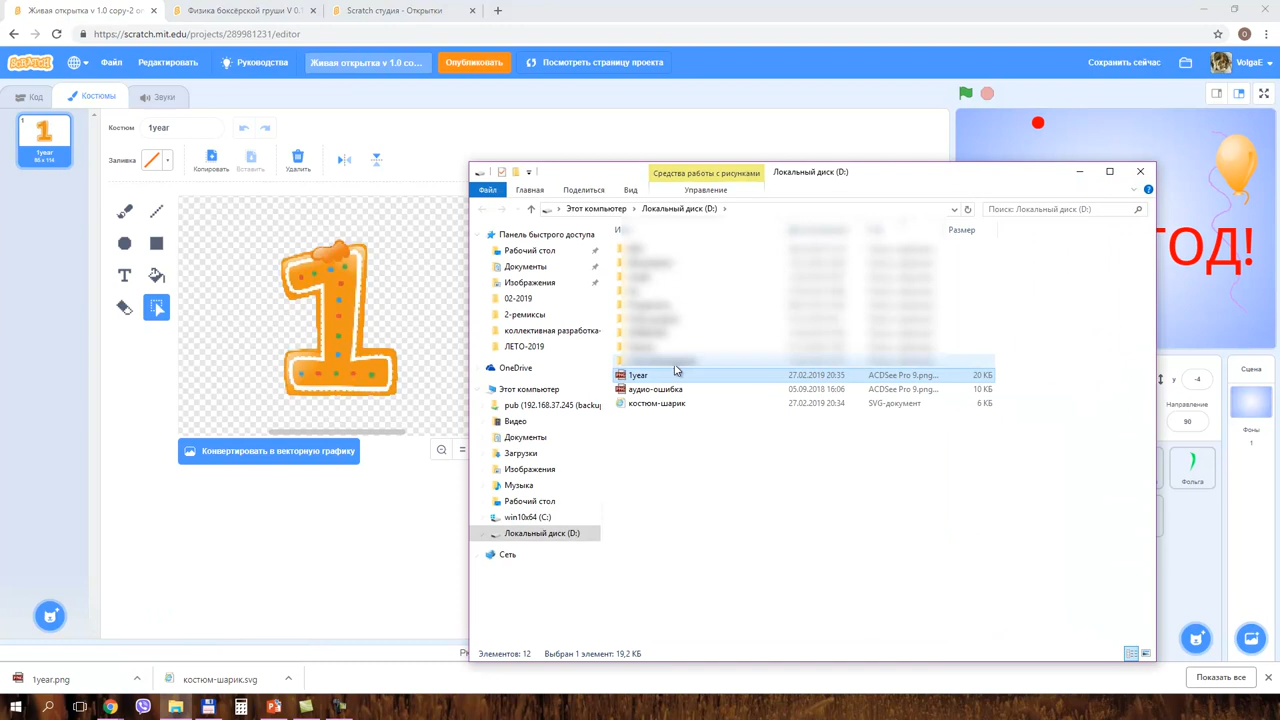 Живая открытка v 1.0 copy-2 on
Физика боксёрской груши V 0.1
Scratch студия - Открытки
https://scratch.mit.edu/projects/289981231/editor
O
SCRATCH
Файл
Редактировать
Руководства
Живая открытка v 1.0 co...
Опубликовать
Посмотреть страницу проекта
Сохранить сейчас
VolgaE
Код
Костюмы
Звуки
1
1year
86 x 114
Костюм
1year
Заливка
Копировать
Вставить
Удалить
T
Конвертировать в векторную графику
ГОД!
Средства работы с рисунками
Локальный диск (D:)
Файл
Главная
Поделиться
Вид
Управление
Этот компьютер
Локальный диск (D:)
Поиск: Локальный диск (D:)
Размер
Панель быстрого доступа
Рабочий стол
Документы
Изображения
02-2019
2-ремиксы
коллективная разработка-
ЛЕТО-2019
OneDrive
Этот компьютер
pub (192.168.37.245 (backup
Видео
Документы
Загрузки
Изображения
Музыка
Рабочий стол
win10x64 (C:)
Локальный диск (D:)
Сеть
1year 27.02.2019 20:35 ACDSee Pro 9.png... 20 КБ
аудио-ошибка 05.09.2018 16:06 ACDSee Pro 9.png... 10 КБ
костюм-шарик 27.02.2019 20:34 SVG-документ 6 КБ
Элементов: 12 Выбран 1 элемент: 19,2 КБ
y
-4
Направление
90
Фольга
Сцена
Фоны
1
1year.png
костюм-шарик.svg
Показать все